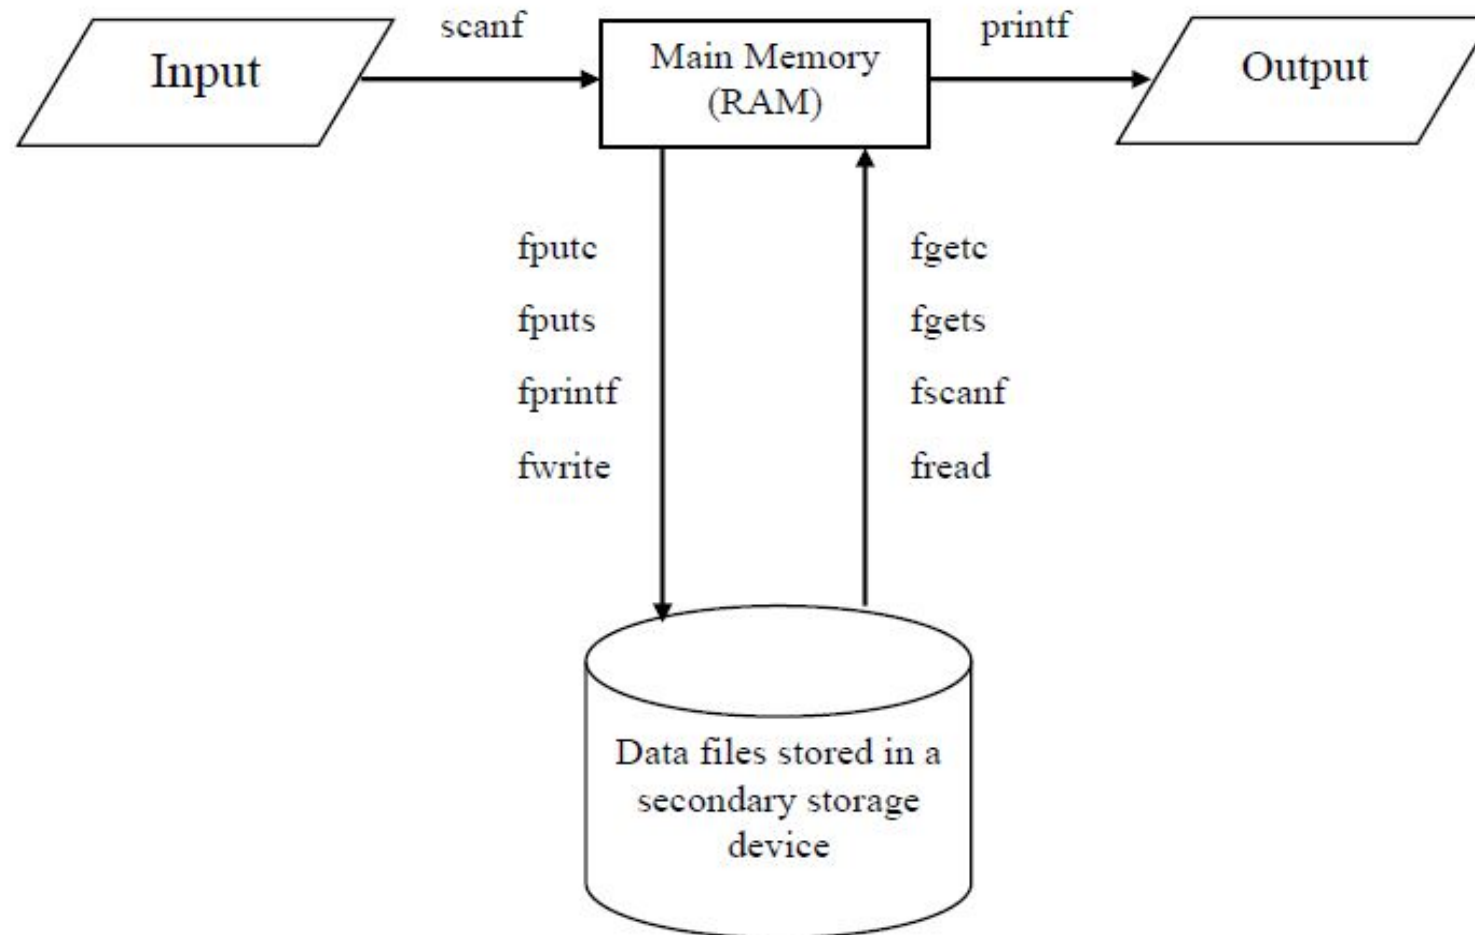 Input
scanf
Main Memory
(RAM)
printf
Output
fputc
fputs
fprintf
fwrite
fgetc
fgets
fscanf
fread
Data files stored in a
secondary storage
device